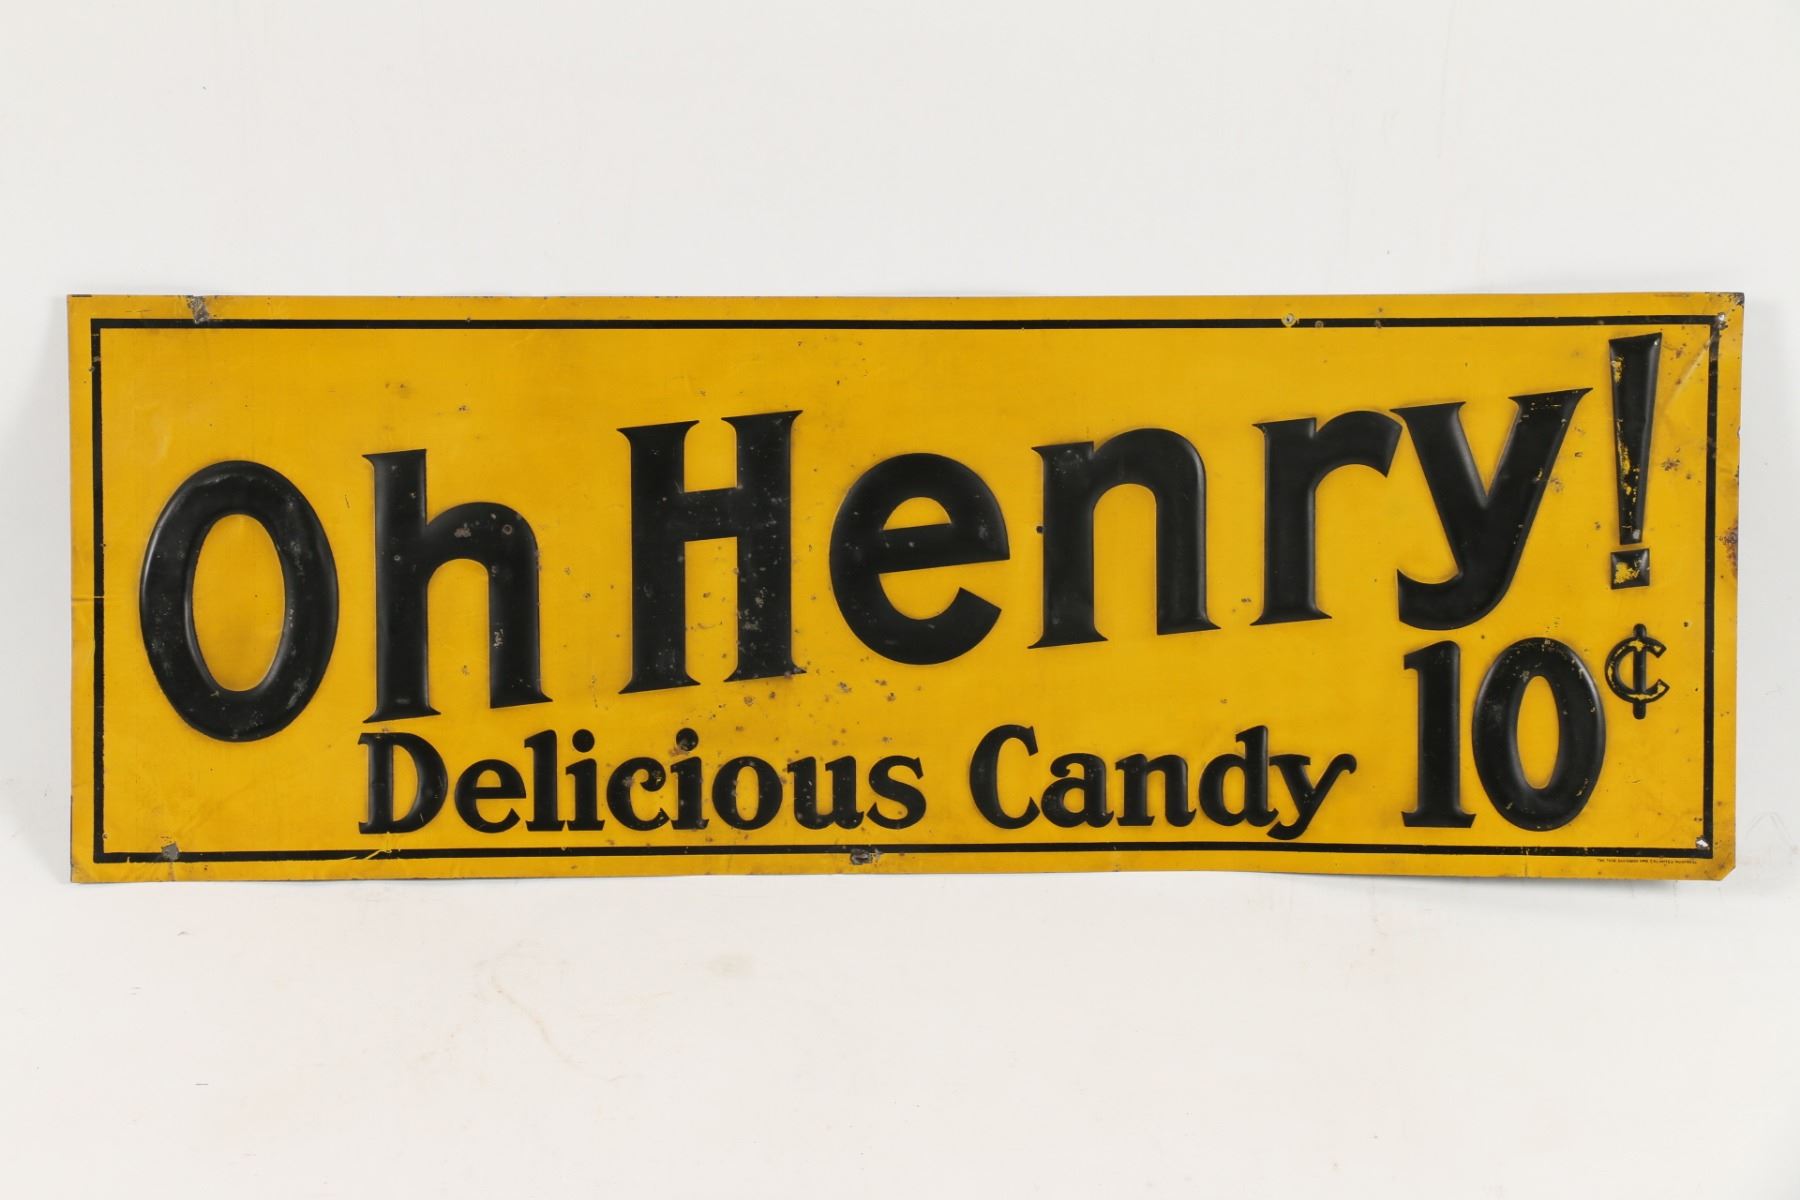 Oh Henry!
Delicious Candy 10¢